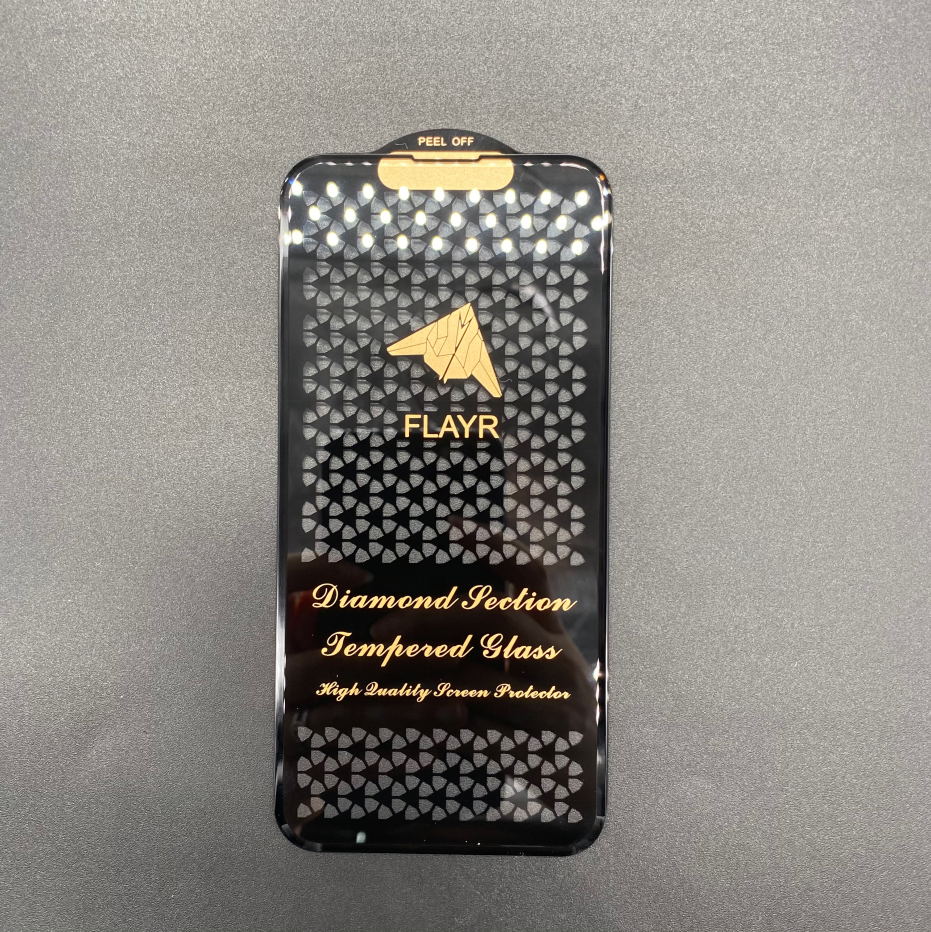 PEEL OFF
FLAYR
Diamond Section
Tempered Glass
High Quality Screen Protector